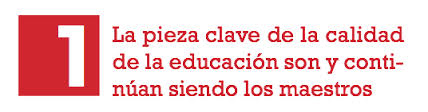 1
La pieza clave de la calidad
de la educación son y conti-
núan siendo los maestros